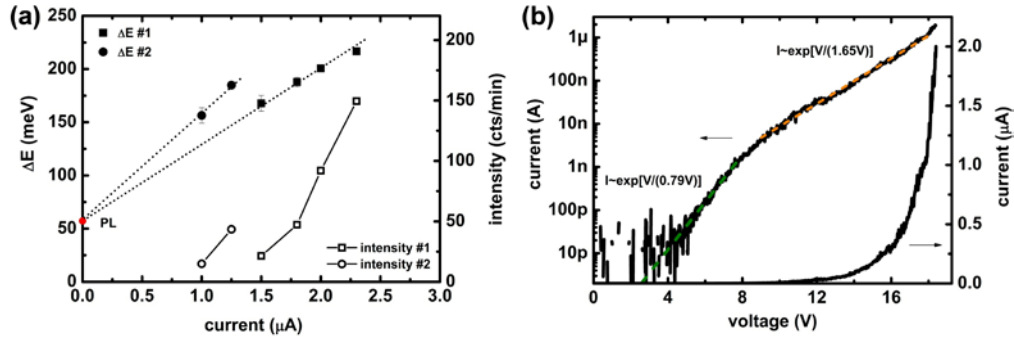 (a)
ΔE #1
ΔE #2
PL
intensity #1
intensity #2
250
200
150
100
50
0
ΔE (meV)
200
150
100
50
0
intensity (cts/min)
0.0 0.5 1.0 1.5 2.0 2.5 3.0
current (μA)
(b)
I~exp[V/(1.65V)]
I~exp[V/(0.79V)]
1μ
100n
10n
1n
100p
10p
current (A)
2.0
1.5
1.0
0.5
0.0
current (μA)
0 4 8 12 16
voltage (V)